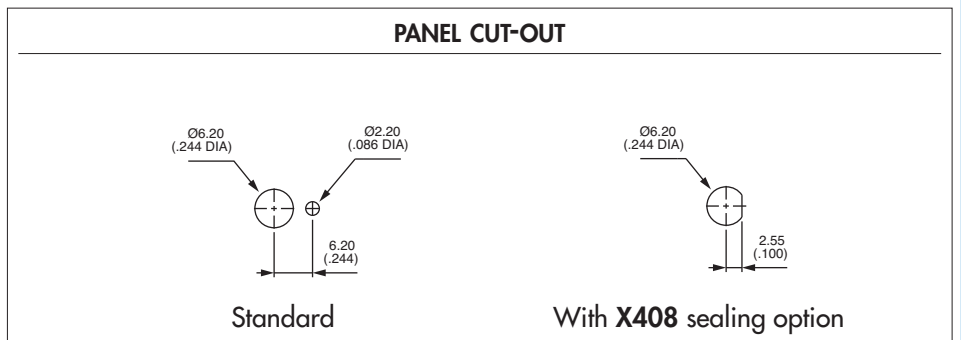 PANEL CUT-OUT
Ø6.20
(.244 DIA)
Ø2.20
(.086 DIA)
6.20
(.244)
Standard
Ø6.20
(.244 DIA)
2.55
(.100)
With X408 sealing option